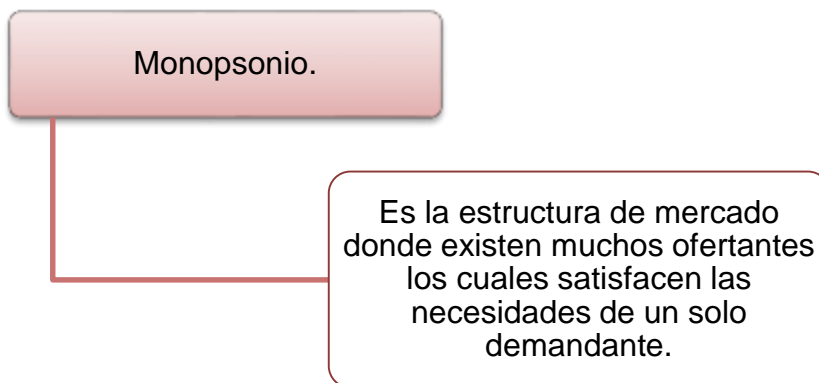 Monopsonio.
Es la estructura de mercado
donde existen muchos ofertantes
los cuales satisfacen las
necesidades de un solo
demandante.